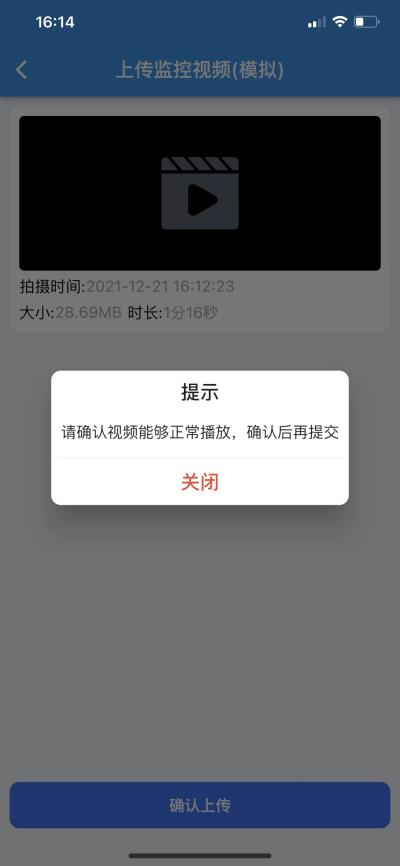 16:14
上传监控视频(模拟)
拍摄时间:2021-12-21 16:12:23
大小:28.69MB 时长:1分16秒
提示
请确认视频能够正常播放，确认后再提交
关闭
确认上传